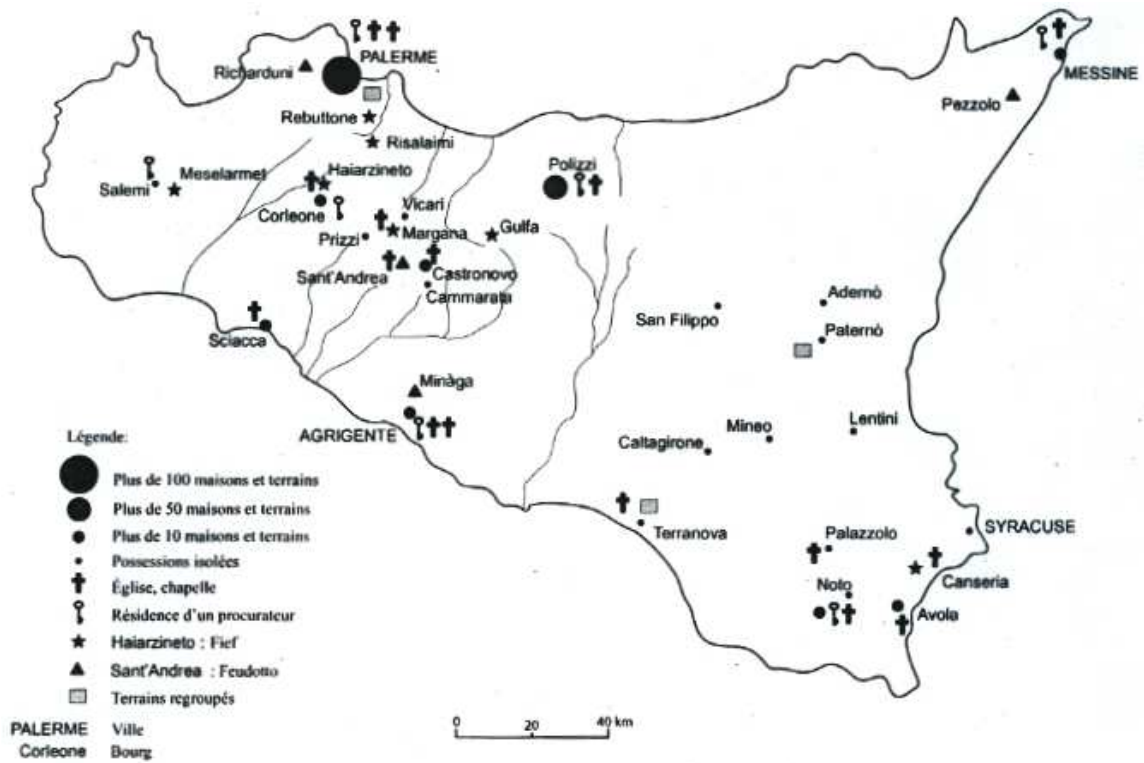 PALERME
Richarduni
MESSINE
Pezzolo
Rebuttone
Risalaimi
Polizzi
Haiarzineto
Meselarmet
Salemi
Corleone
Vicari
Gulfa
Margana
Prizzi
Castronovo
Sant'Andrea
Cammarata
Adernò
San Filippo
Sciacca
Paternò
Minàga
Mineo
Lentini
AGRIGENTE
Caltagirone
Terranova
Palazzolo
SYRACUSE
Canseria
Noto
Avola
Légende:
Plus de 100 maisons et terrains
Plus de 50 maisons et terrains
Plus de 10 maisons et terrains
Possessions isolées
Église, chapelle
Résidence d'un procurateur
Haiarzineto : Fief
Sant'Andrea : Feudotto
Terrains regroupés
PALERME Ville
Corleone Bourg
0 20 40 km